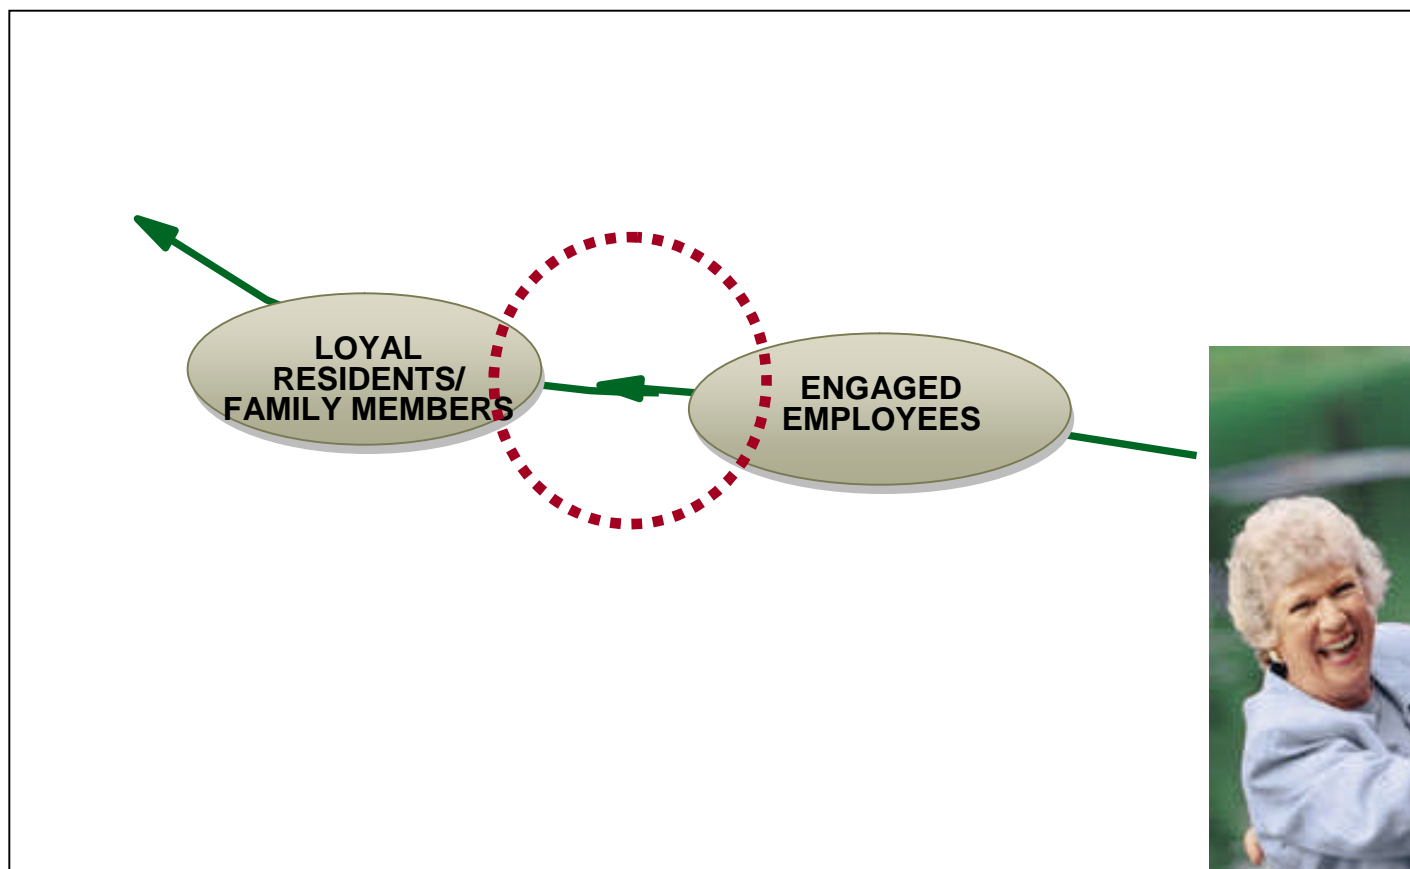 LOYAL
RESIDENTS/
FAMILY MEMBERS
ENGAGED
EMPLOYEES